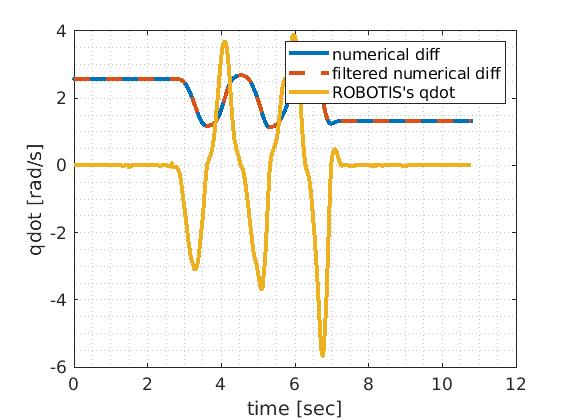 4
2
0
-2
-4
-6
0 2 4 6 8 10 12
qdot [rad/s]
time [sec]
numerical diff
filtered numerical diff
ROBOTIS's qdot